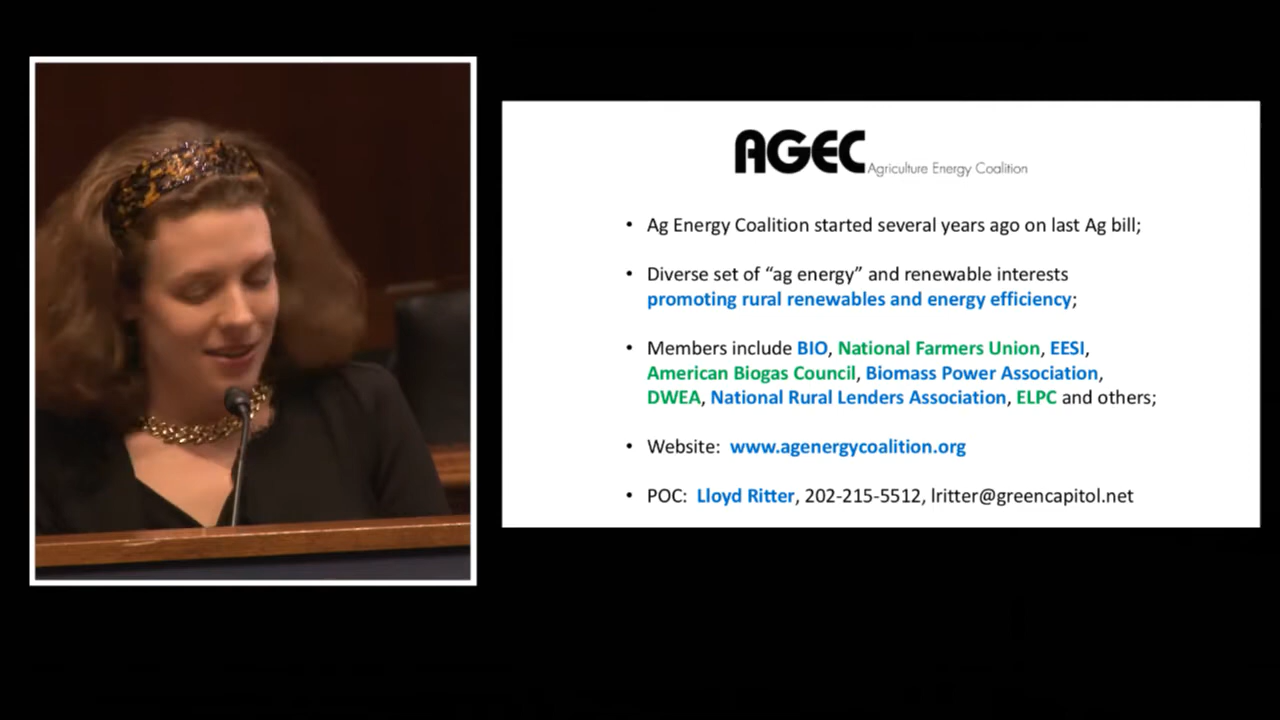 AGEC Agriculture Energy Coalition
• Ag Energy Coalition started several years ago on last Ag bill;
• Diverse set of “ag energy” and renewable interests
promoting rural renewables and energy efficiency;
• Members include BIO, National Farmers Union, EESI,
American Biogas Council, Biomass Power Association,
DWEA, National Rural Lenders Association, ELPC and others;
• Website: www.agenergycoalition.org
• POC: Lloyd Ritter, 202-215-5512, lritter@greencapitol.net